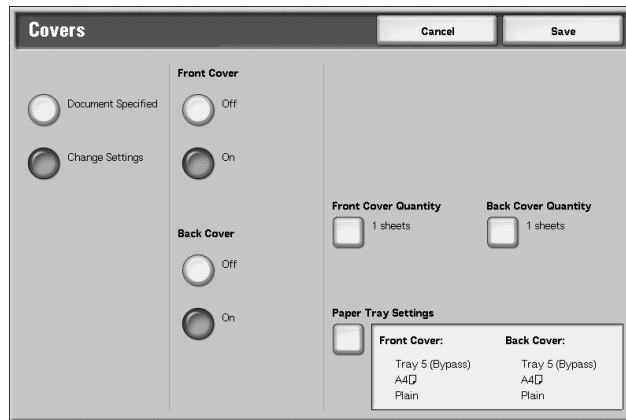 Covers
Cancel
Save
Document Specified
Change Settings
Front Cover
Off
On
Back Cover
Off
On
Front Cover Quantity
1 sheets
Back Cover Quantity
1 sheets
Paper Tray Settings
Front Cover:
Tray 5 (Bypass)
A4
Plain
Back Cover:
Tray 5 (Bypass)
A4
Plain